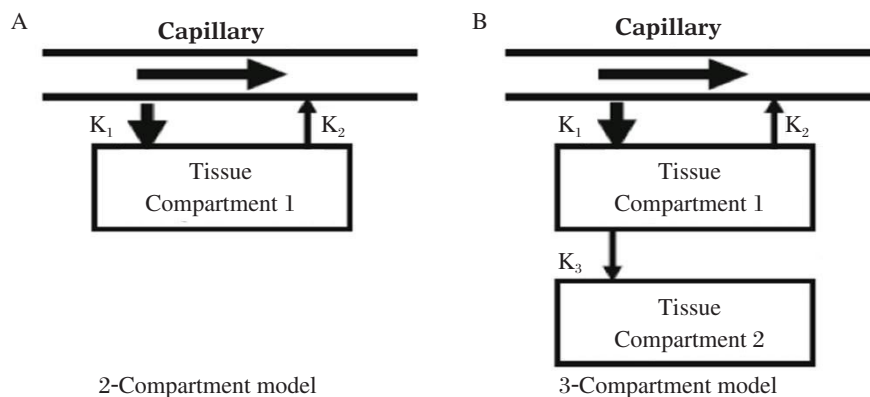 A
Capillary
K₁
K₂
Tissue
Compartment 1
2-Compartment model
B
Capillary
K₁
K₂
Tissue
Compartment 1
K₃
Tissue
Compartment 2
3-Compartment model